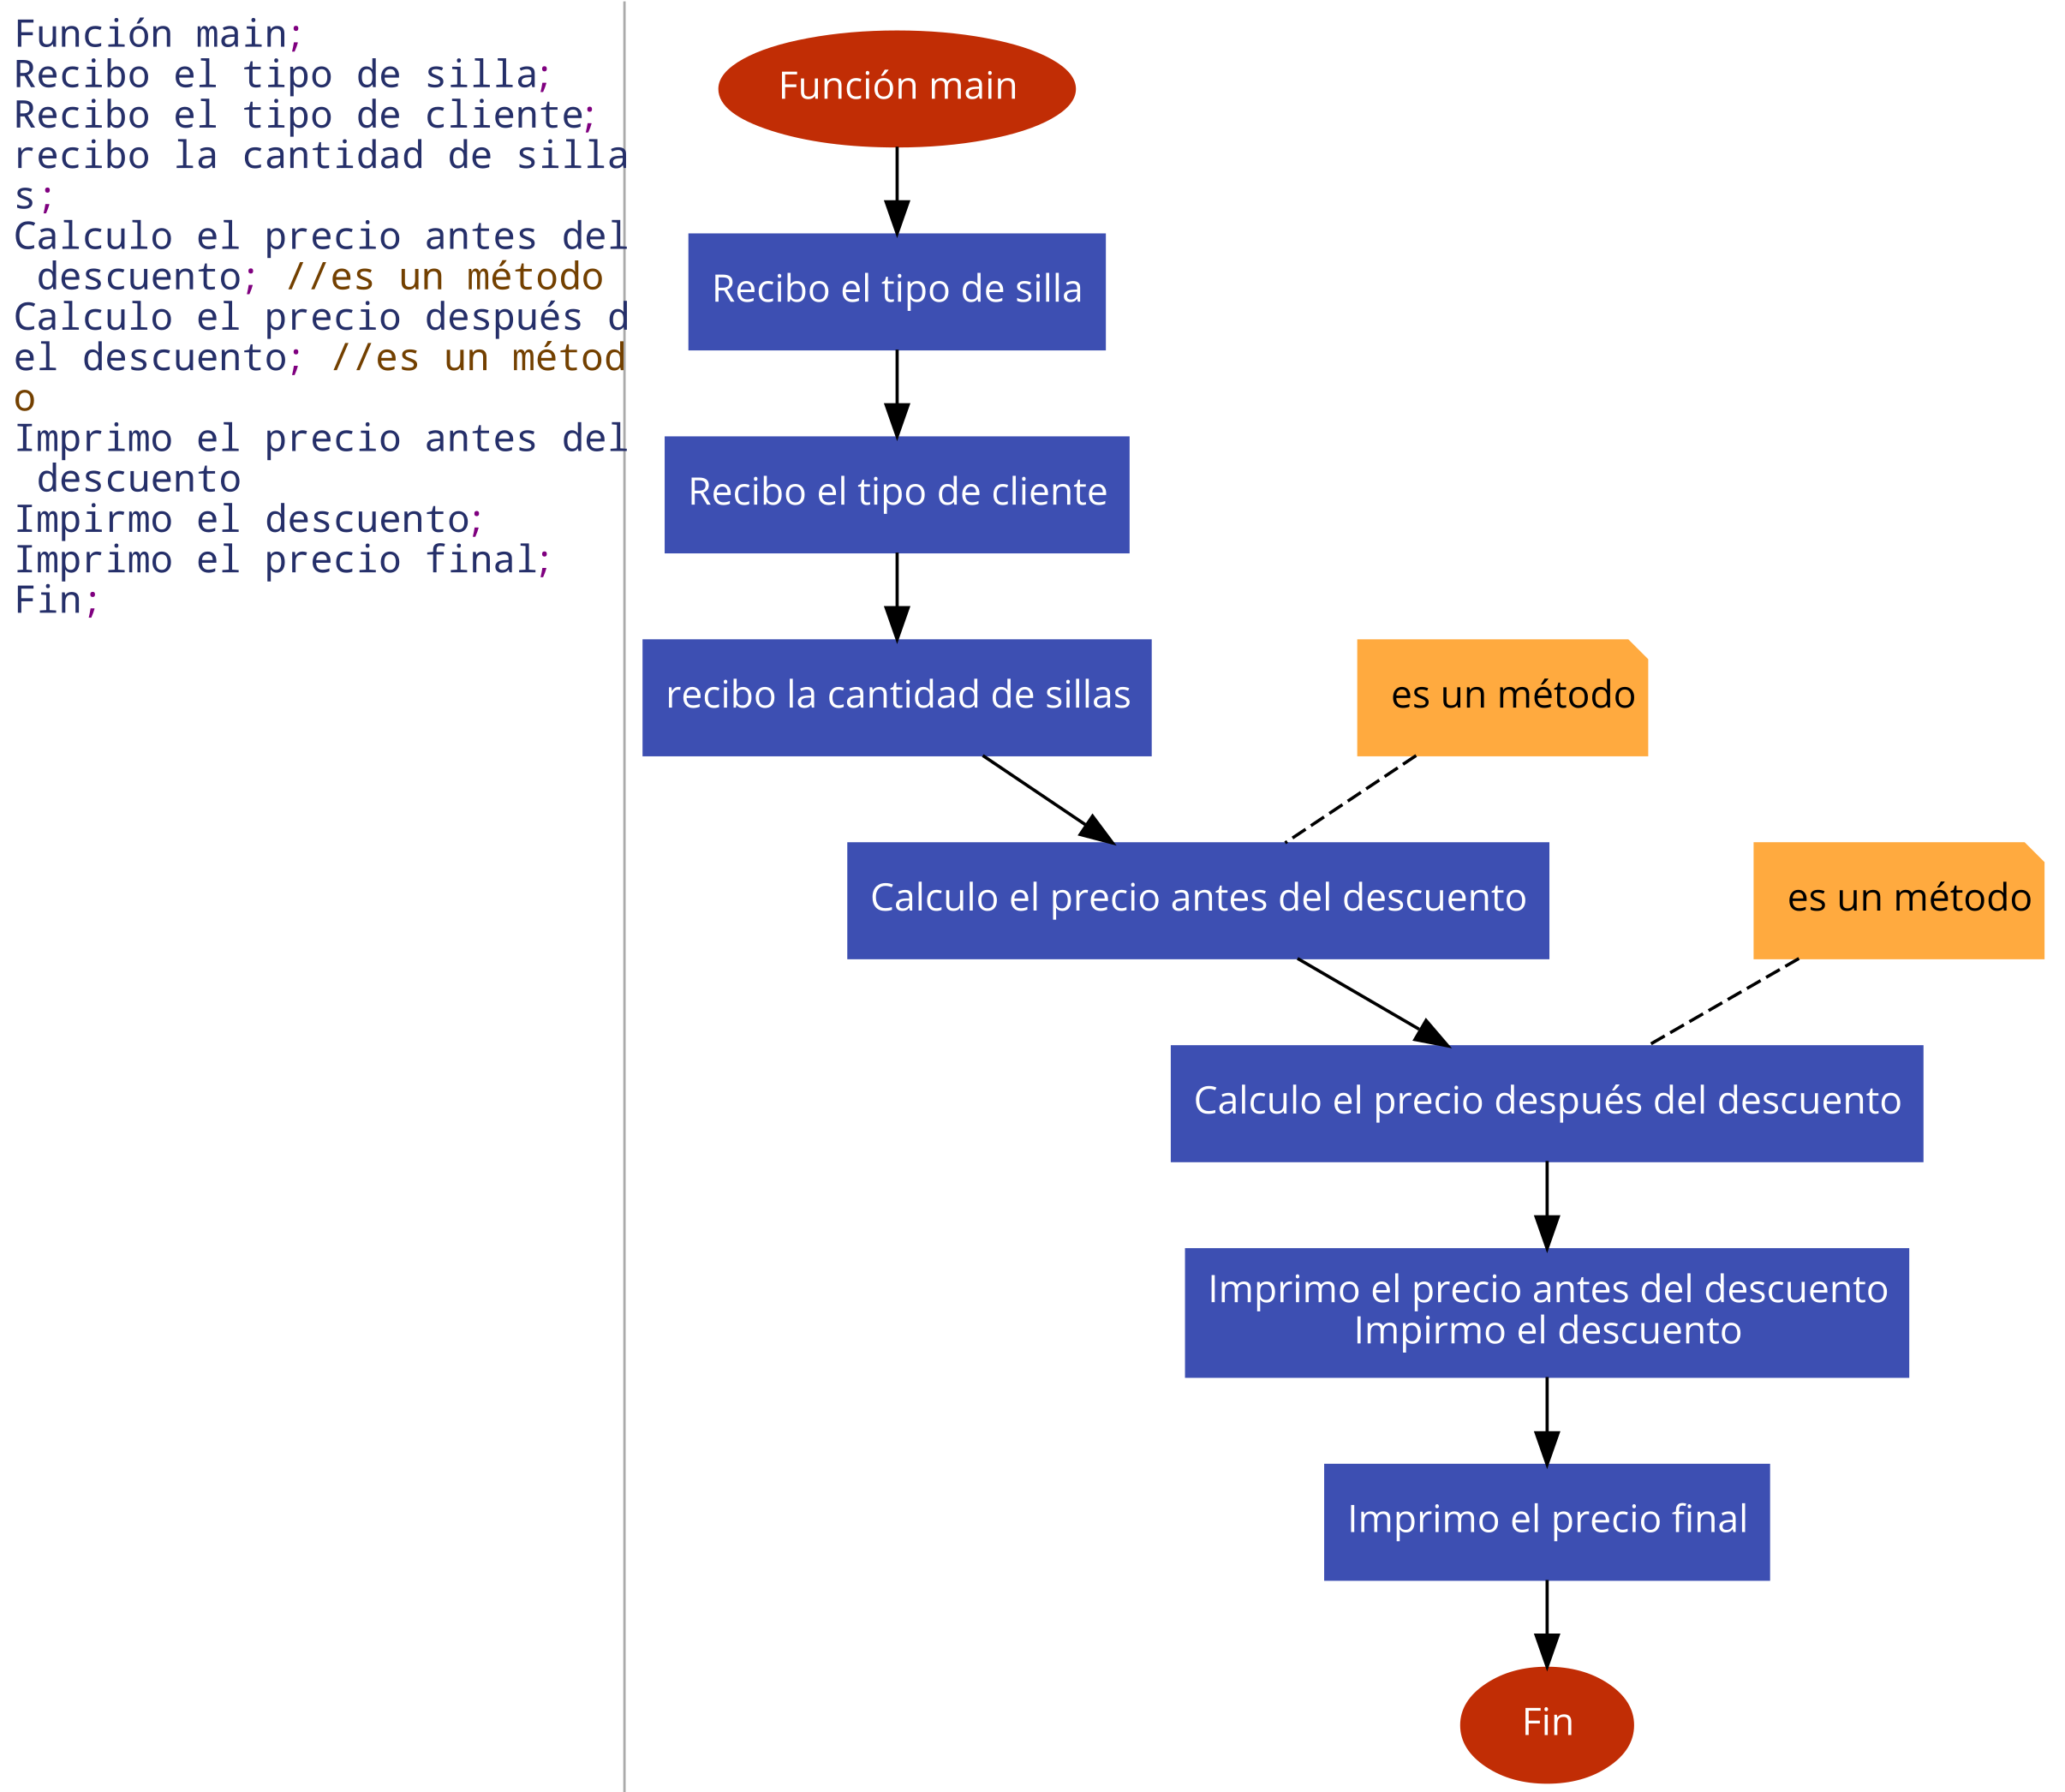 Función main;
Recibo el tipo de silla;
Recibo el tipo de cliente;
recibo la cantidad de silla
s;
Calculo el precio antes del
 descuento; //es un método
Calculo el precio después d
el descuento; //es un métod
o
Imprimo el precio antes del
 descuento
Impirmo el descuento;
Imprimo el precio final;
Fin;
Función main
Recibo el tipo de silla
Recibo el tipo de cliente
recibo la cantidad de sillas
es un método
Calculo el precio antes del descuento
es un método
Calculo el precio después del descuento
Imprimo el precio antes del descuento
Impirmo el descuento
Imprimo el precio final
Fin